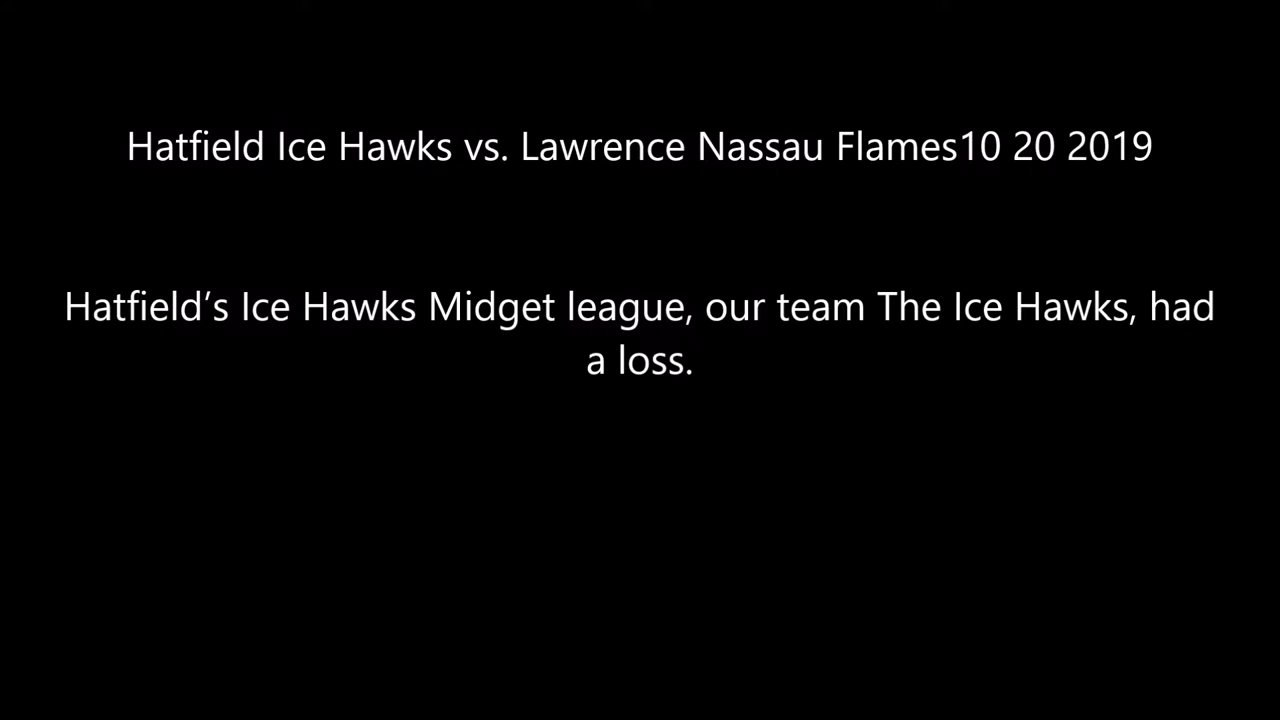 Hatfield Ice Hawks vs. Lawrence Nassau Flames10 20 2019
Hatfield’s Ice Hawks Midget league, our team The Ice Hawks, had
a loss.